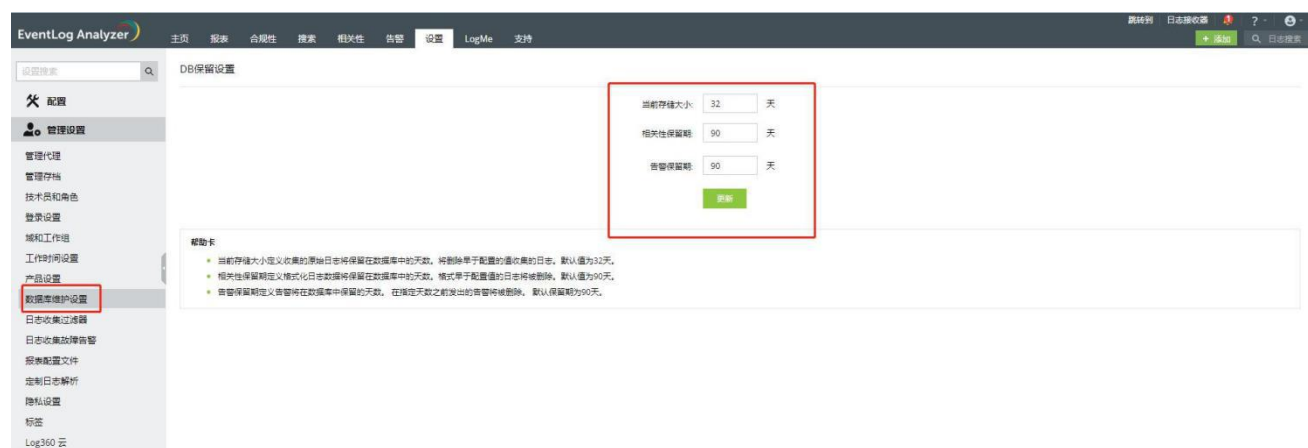 跳转到 日志接收器 ?
EventLog Analyzer 主页 报表 合规性 搜索 相关性 告警 设置 LogMe 支持 + 添加 日志搜索
设置搜索 DB保留设置
配置
当前存储大小: 32 天
管理设置
相关性保留期: 90 天
管理代理
告警保留期: 90 天
管理存档
技术员和角色
更新
登录设置
域和工作组
帮助卡
工作时间设置
当前存储大小定义收集的原始日志将保留在数据库中的天数。将删除早于配置的值收集的日志。默认值为32天。
产品设置
相关性保留期定义格式化日志数据将保留在数据库中的天数。格式早于配置值的日志将被删除。默认值为90天。
数据库维护设置
告警保留期定义告警将在数据库中保留的天数。 在指定天数之前发出的告警将被删除。 默认保留期为90天。
日志收集过滤器
日志收集故障告警
报表配置文件
定制日志解析
隐私设置
标签
Log360 云